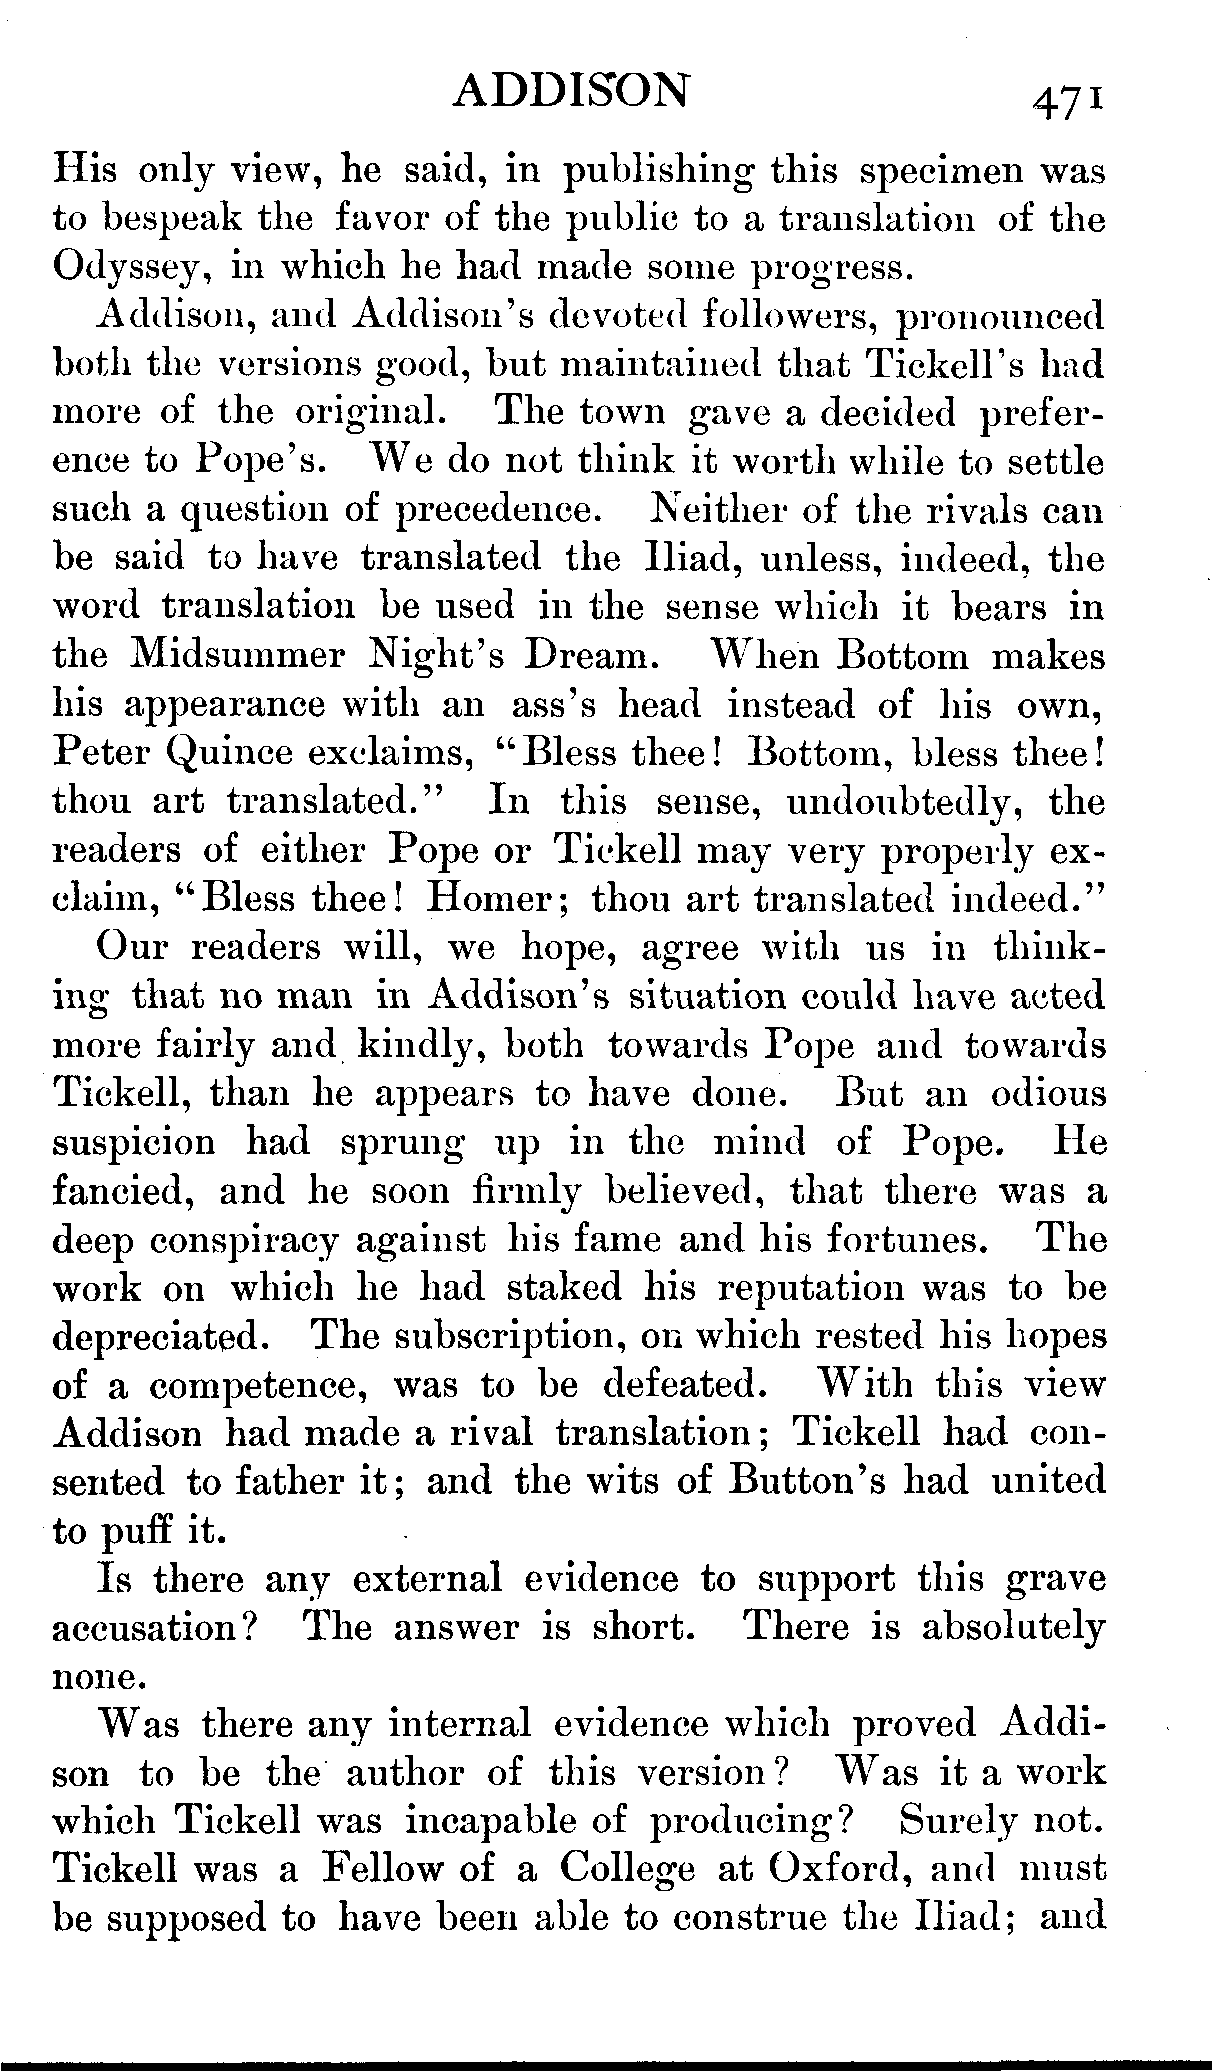 ADDISON 471
His only view, he said, in publishing this specimen was
to bespeak the favor of the public to a translation of the
Odyssey, in which he had made some progress.
Addison, and Addison's devoted followers, pronounced
both the versions good, but maintained that Tickell's had
more of the original. The town gave a decided prefer-
ence to Pope's. We do not think it worth while to settle
such a question of precedence. Neither of the rivals can
be said to have translated the Iliad, unless, indeed, the
word translation be used in the sense which it bears in
the Midsummer Night's Dream. When Bottom makes
his appearance with an ass's head instead of his own,
Peter Quince exclaims, "Bless thee! Bottom, bless thee!
thou art translated." In this sense, undoubtedly, the
readers of either Pope or Tickell may very properly ex-
claim, "Bless thee! Homer; thou art translated indeed."
Our readers will, we hope, agree with us in think-
ing that no man in Addison's situation could have acted
more fairly and kindly, both towards Pope and towards
Tickell, than he appears to have done. But an odious
suspicion had sprung up in the mind of Pope. He
fancied, and he soon firmly believed, that there was a
deep conspiracy against his fame and his fortunes. The
work on which he had staked his reputation was to be
depreciated. The subscription, on which rested his hopes
of a competence, was to be defeated. With this view
Addison had made a rival translation; Tickell had con-
sented to father it; and the wits of Button's had united
to puff it.
Is there any external evidence to support this grave
accusation? The answer is short. There is absolutely
none.
Was there any internal evidence which proved Addi-
son to be the author of this version? Was it a work
which Tickell was incapable of producing? Surely not.
Tickell was a Fellow of a College at Oxford, and must
be supposed to have been able to construe the Iliad; and